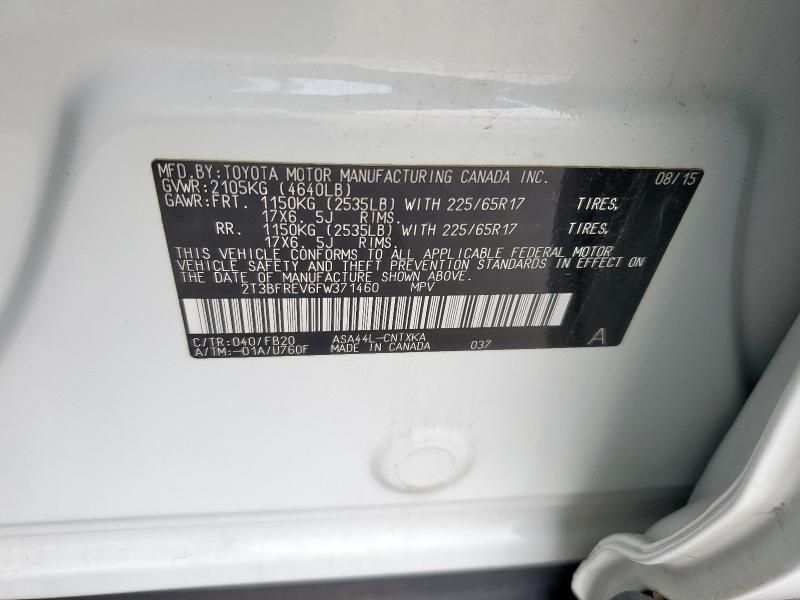 MFD. BY: TOYOTA MOTOR MANUFACTURING CANADA INC. 08/15
GVWR: 2105KG (4640LB)
GAWR: FRT. 1150KG (2535LB) WITH 225/65R17 TIRES,
17X6. 5J RIMS,
RR. 1150KG (2535LB) WITH 225/65R17 TIRES,
17X6. 5J RIMS,
THIS VEHICLE CONFORMS TO ALL APPLICABLE FEDERAL MOTOR
VEHICLE SAFETY AND THEFT PREVENTION STANDARDS IN EFFECT ON
THE DATE OF MANUFACTURE SHOWN ABOVE.
2T3BFREV6FW371460 MPV
C/TR: 040/FB20 ASA44L-CNTXKA
A/TM: -01A/U760F MADE IN CANADA 037 A